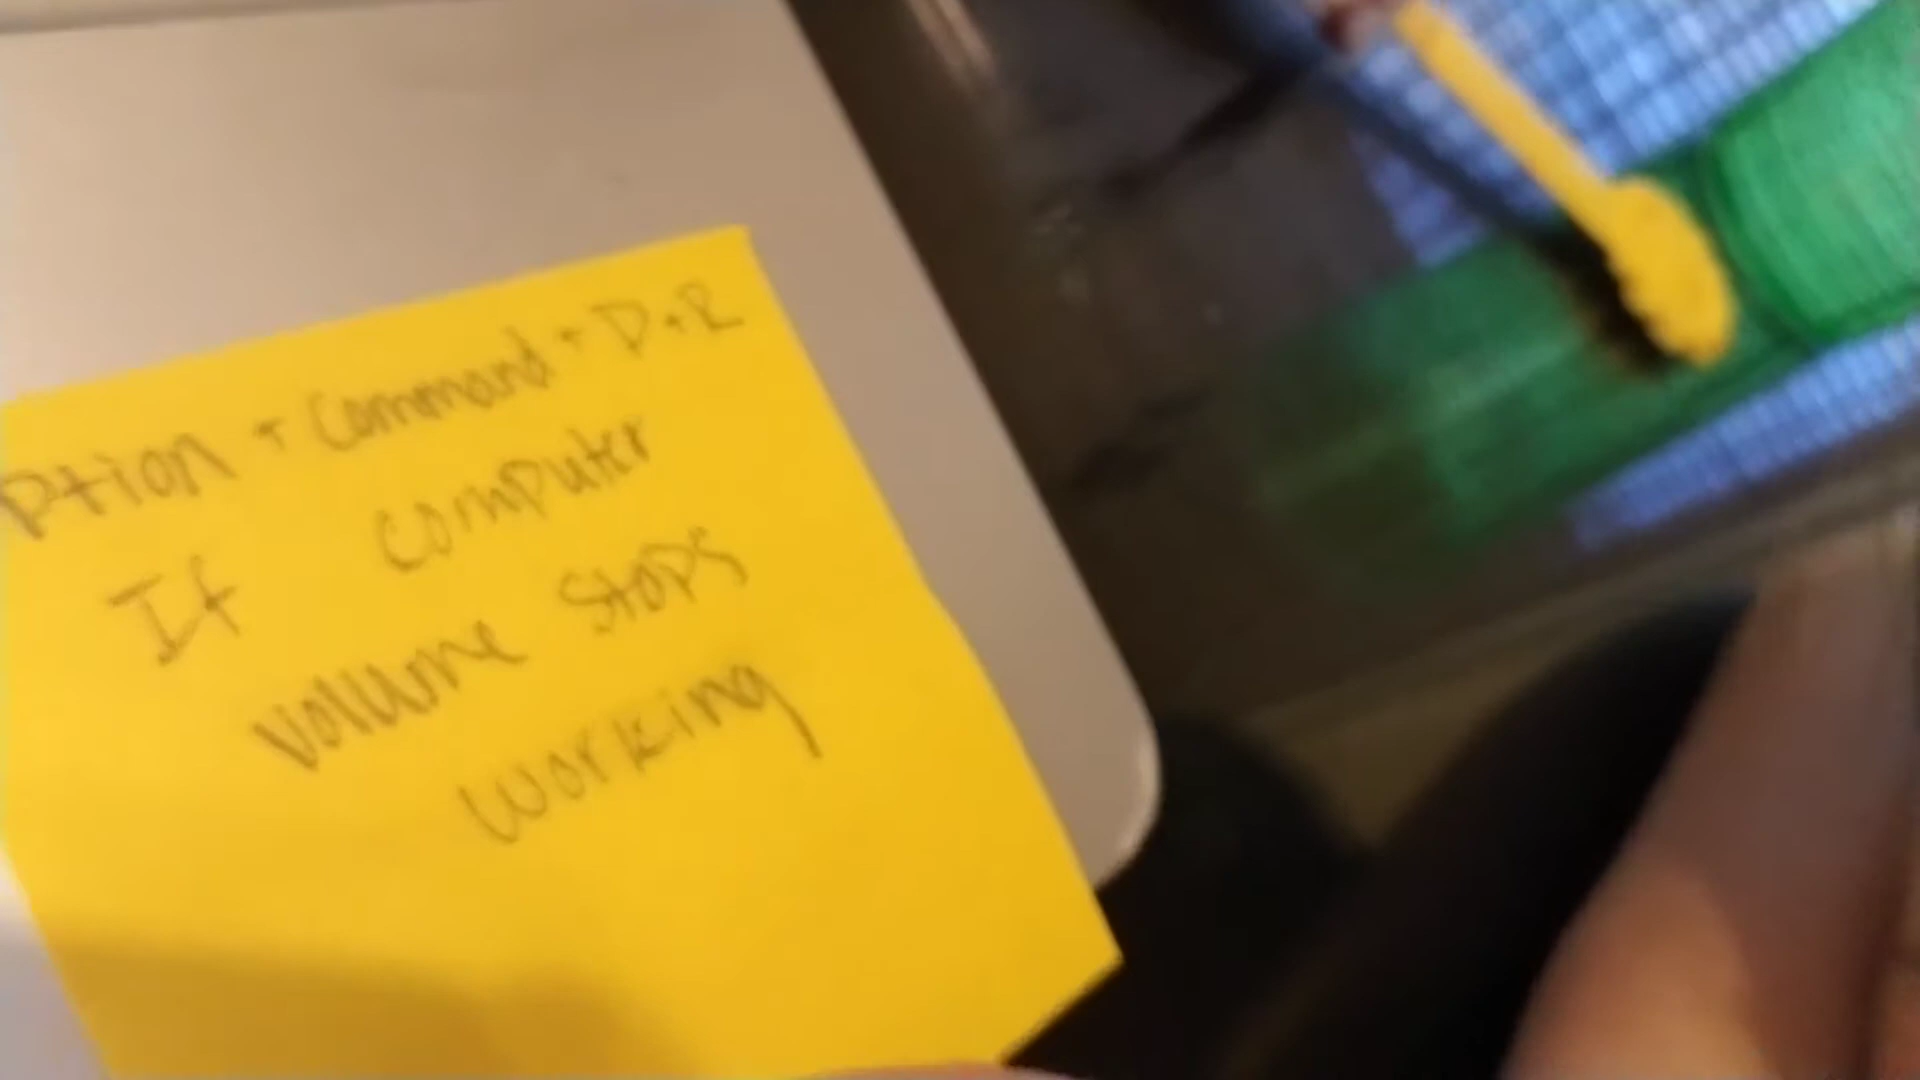 ption + Command + D + R
If computer
volume stops
working